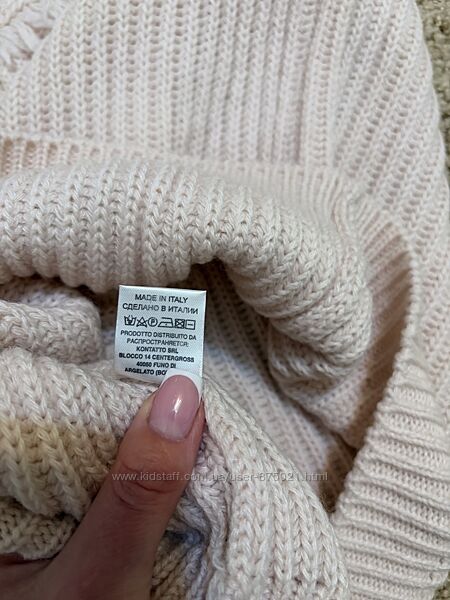 MADE IN ITALY
СДЕЛАНО В ИТАЛИИ
PRODOTTO DISTRIBUITO DA
РАСПРОСТРАНЯЕТСЯ:
KONTATTO SRL
BLOCCO 14 CENTERGROSS
40050 FUNO DI
ARGELATO (BO
www.kidstaff.com.ua/user-675021.html